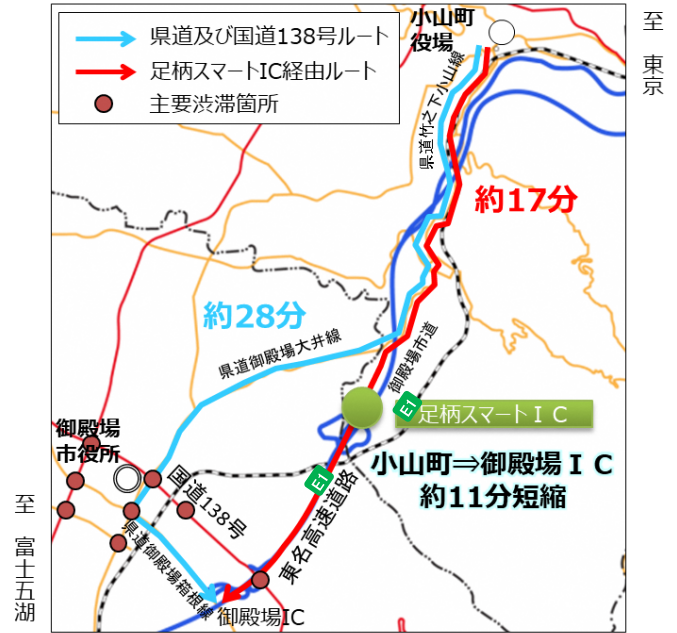 県道及び国道138号ルート
足柄スマートIC経由ルート
主要渋滞箇所
小山町
役場
至 東京
県道竹之下小山線
約17分
約28分
県道御殿場大井線
御殿場市道
E1
足柄スマートＩＣ
小山町⇒御殿場ＩＣ
約11分短縮
御殿場
市役所
国道138号
E1
東名高速道路
県道御殿場箱根線
御殿場IC
至 富士五湖